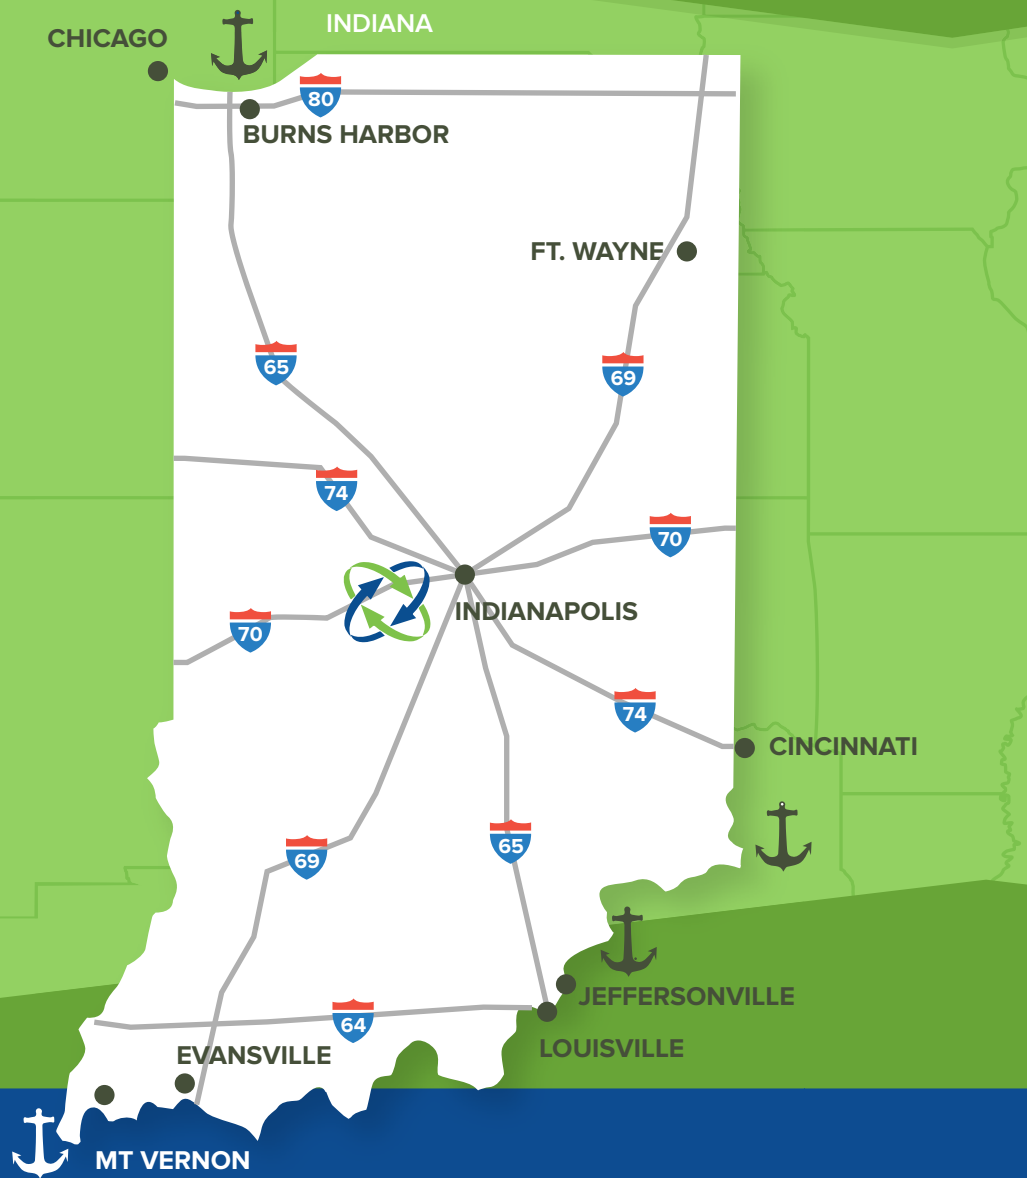 INDIANA
CHICAGO
80
BURNS HARBOR
FT. WAYNE
65
69
74
70
INDIANAPOLIS
70
74
CINCINNATI
65
69
JEFFERSONVILLE
64
LOUISVILLE
EVANSVILLE
MT VERNON